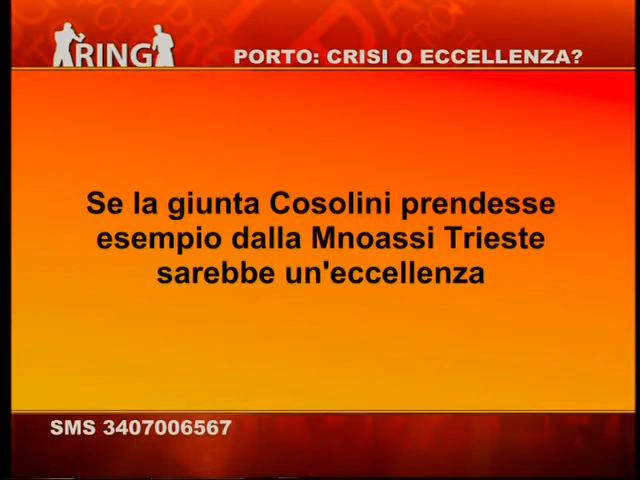 RING
PORTO: CRISI O ECCELLENZA?
Se la giunta Cosolini prendesse
esempio dalla Mnoassi Trieste
sarebbe un'eccellenza
SMS 3407006567